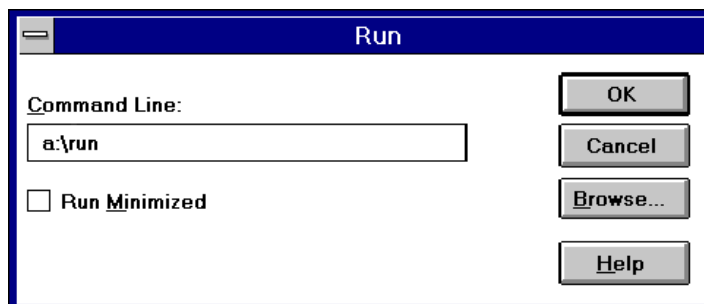 Run
Command Line:
a:\run
Run Minimized
OK
Cancel
Browse...
Help